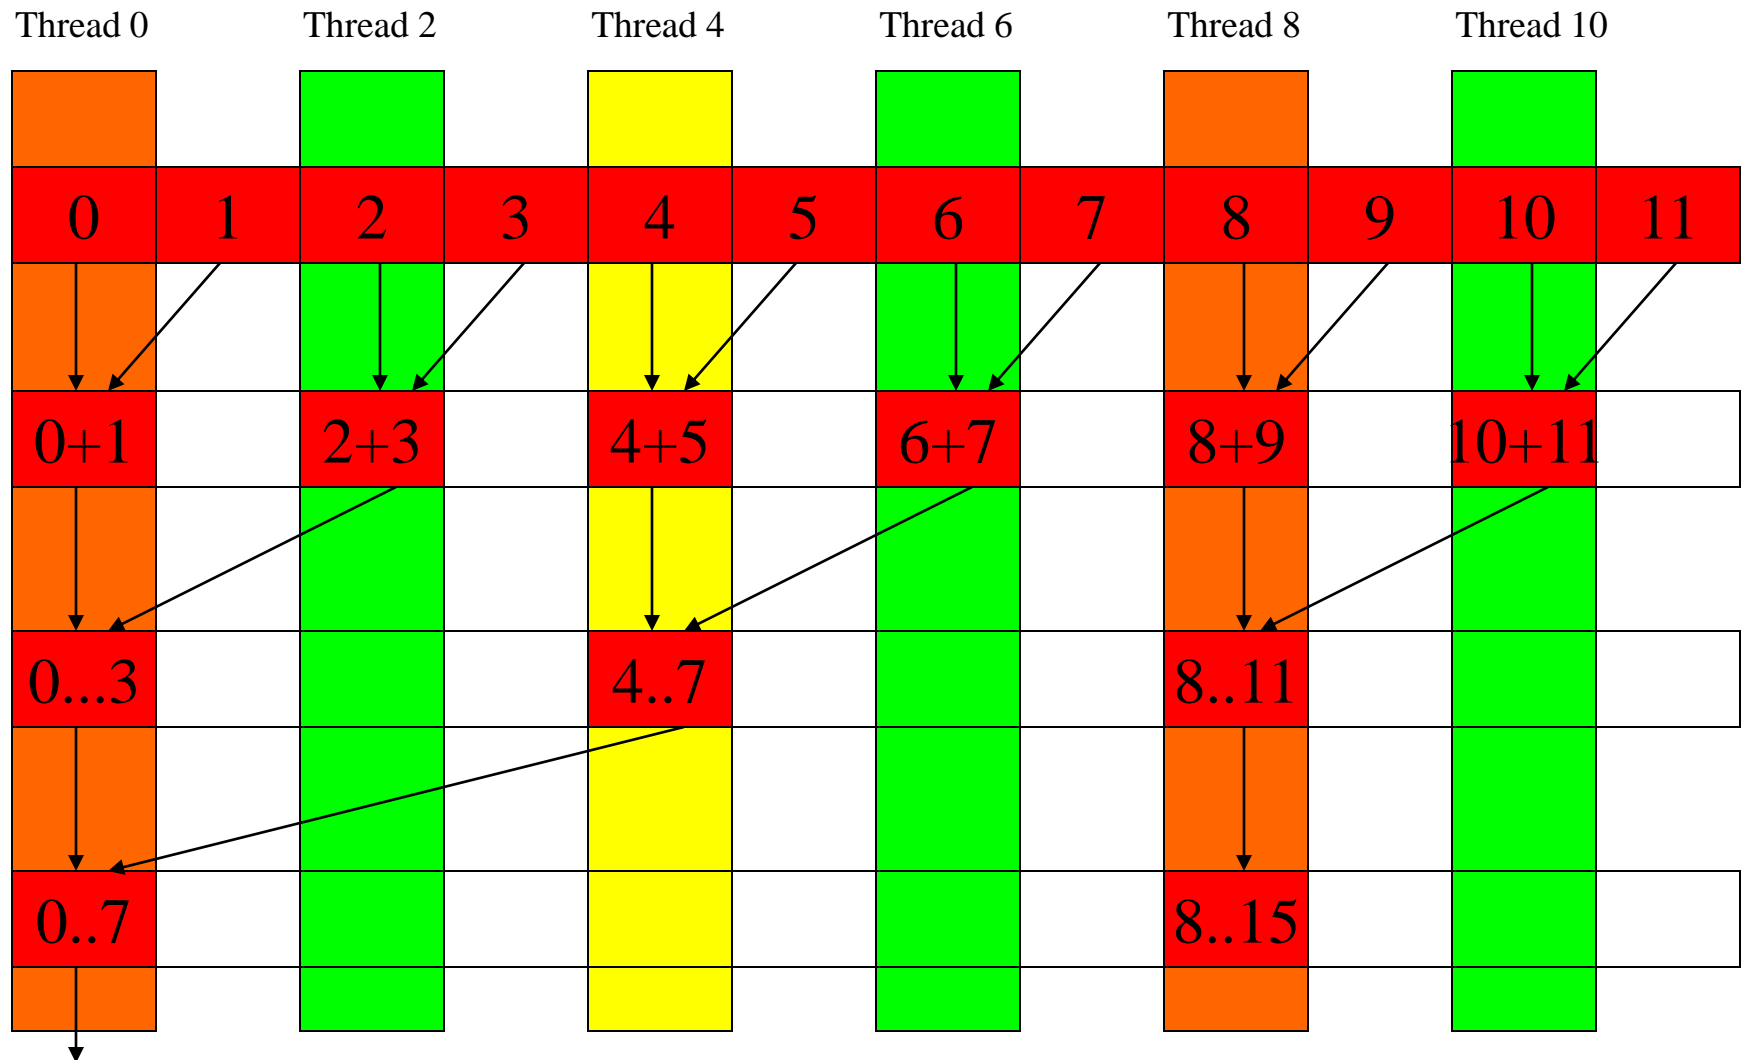 Thread 0 Thread 2 Thread 4 Thread 6 Thread 8 Thread 10
0 1 2 3 4 5 6 7 8 9 10 11
0+1 2+3 4+5 6+7 8+9 10+11
0...3 4..7 8..11
0..7 8..15